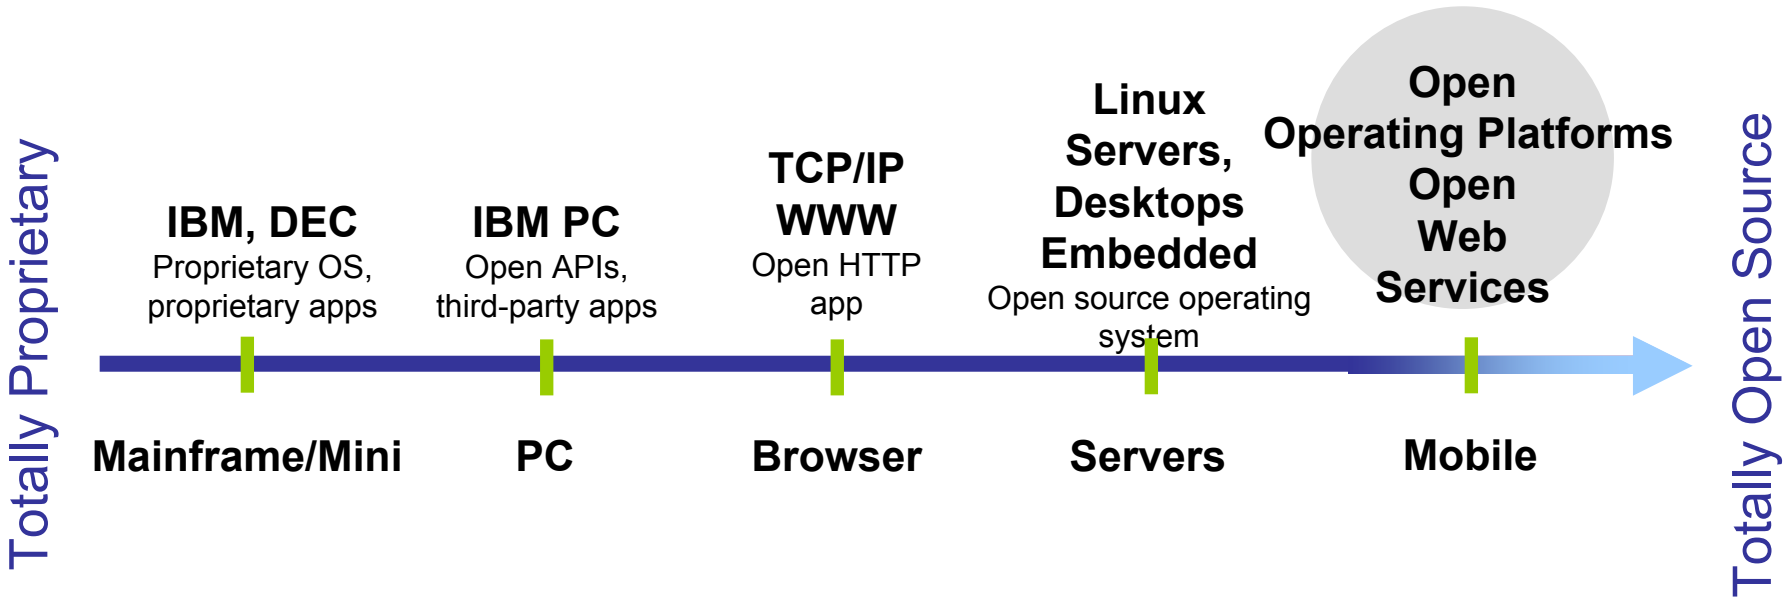 Totally Proprietary
IBM, DEC
Proprietary OS,
proprietary apps
Mainframe/Mini
IBM PC
Open APIs,
third-party apps
PC
TCP/IP
WWW
Open HTTP
app
Browser
Linux
Servers,
Desktops
Embedded
Open source operating
system
Servers
Open
Operating Platforms
Open
Web
Services
Mobile
Totally Open Source